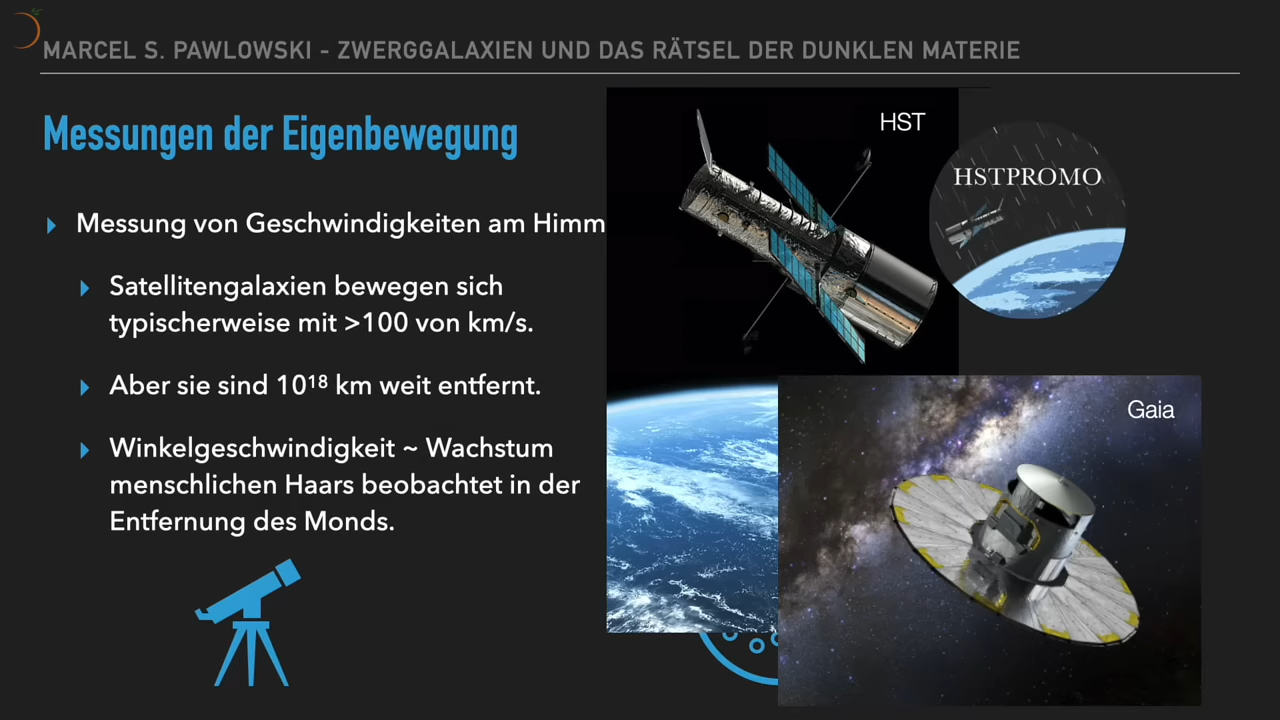 MARCEL S. PAWLOWSKI - ZWERGGALAXIEN UND DAS RÄTSEL DER DUNKLEN MATERIE
Messungen der Eigenbewegung
Messung von Geschwindigkeiten am Himm
Satellitengalaxien bewegen sich
typischerweise mit >100 von km/s.
Aber sie sind 10¹⁸ km weit entfernt.
Winkelgeschwindigkeit ~ Wachstum
menschlichen Haars beobachtet in der
Entfernung des Monds.
HST
HSTPROMO
Gaia